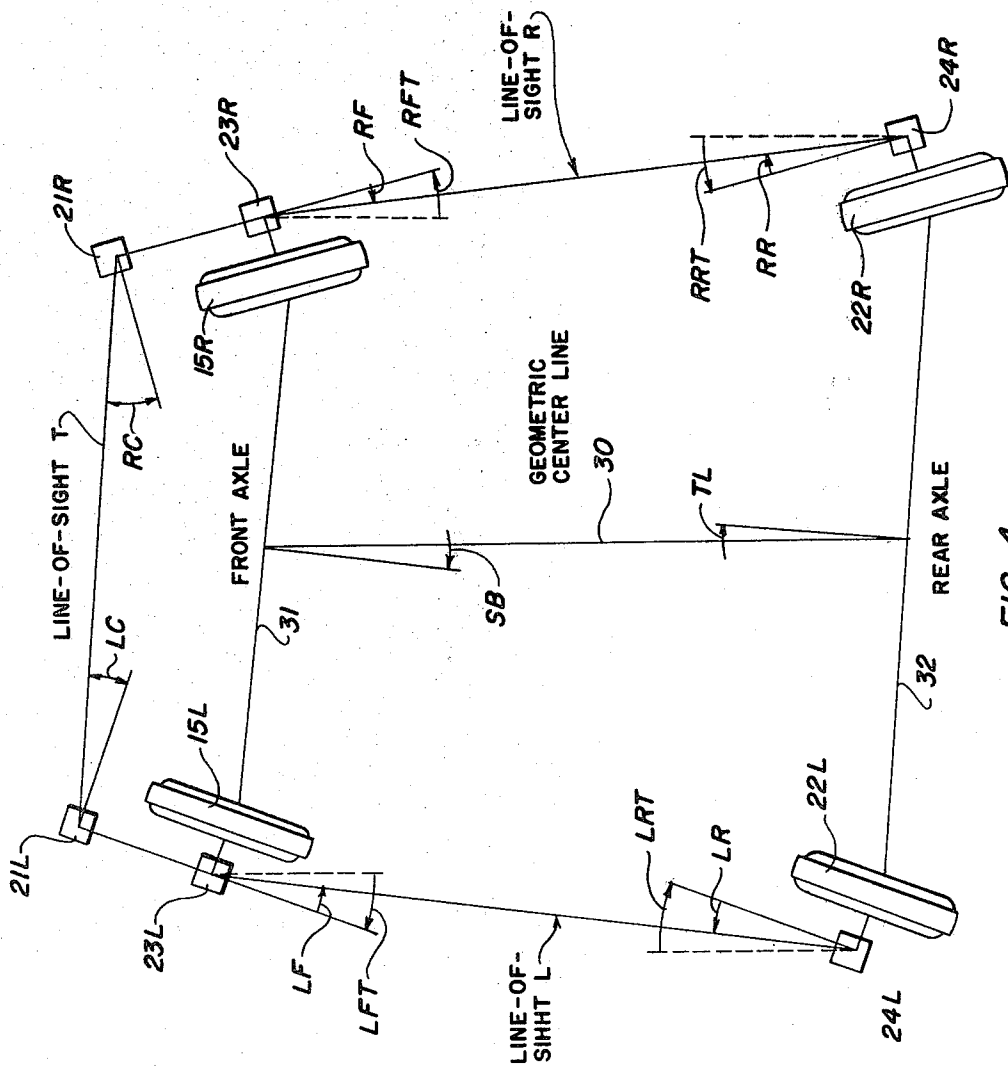 LINE-OF-SIGHT T
21L
LC
RC
21R
23R
15L
15R
23L
FRONT AXLE
31
RF
RFT
LF
LFT
SB
LINE-OF-
SIGHT R
GEOMETRIC
CENTER LINE
30
LINE-OF-
SIHHT L
LRT
LR
TL
RRT
RR
22L
22R
24R
24L
32
REAR AXLE